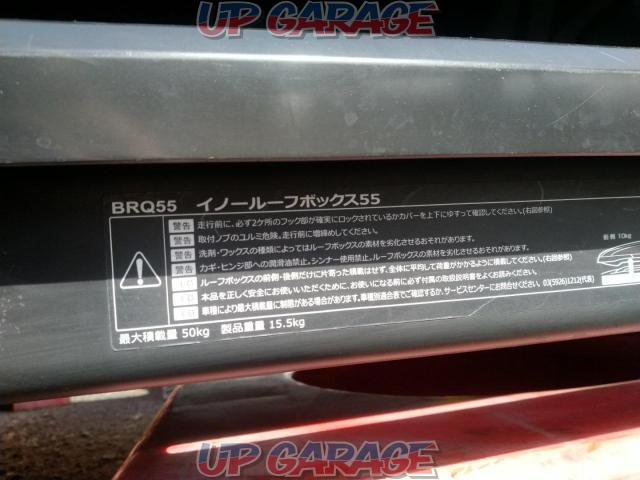 UP GARAGE
BRQ55 イノールーフボックス55
警告 走行前に、必ず2ケ所のフック部が確実にロックされているかカバーを上下にゆすって確認してください。(右図参照)
警告 取付ノブのユルミ危険。走行前に増締めしてください。
警告 洗剤・ワックスの種類によってはルーフボックスの素材を劣化させるおそれがあります。
警告 カギ・ヒンジ部への潤滑油禁止。シンナー使用禁止。ルーフボックスの素材を劣化させるおそれがあります。
ルーフボックスの前側・後側だけに片寄った積載はせず、全体に平均して荷重がかかるように積載してください。(右図参照)
本品を正しく安全にお使いいただくために、お使いになる前に必ず付属の取扱説明書をよくお読みください。
車種により最大積載量に制限がある場合があります。車種別適合表でご確認するか、サービスセンターにお問合せください。 03(5926)1212(代表)
最大積載量 50kg 製品重量 15.5kg
前側 10kg
UP GARAGE